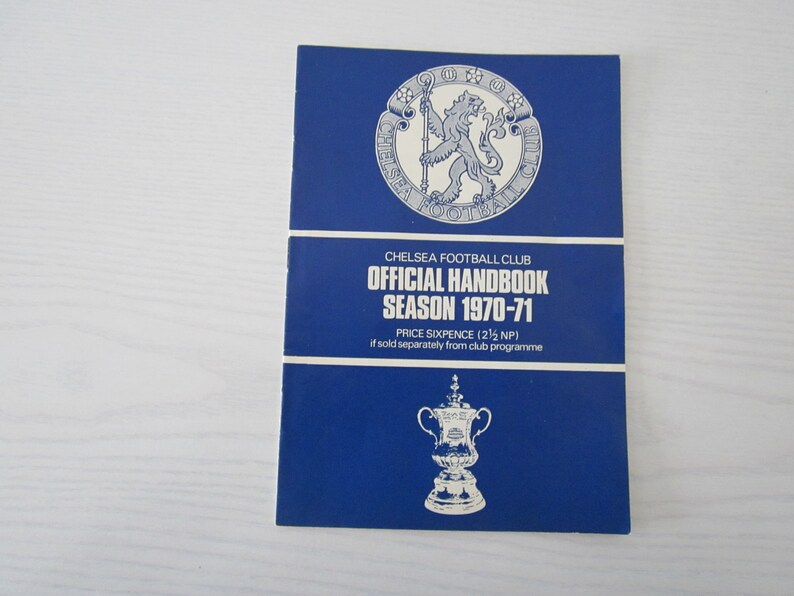 CHELSEA FOOTBALL CLUB
CHELSEA FOOTBALL CLUB
OFFICIAL HANDBOOK
SEASON 1970-71
PRICE SIXPENCE (2½ NP)
if sold separately from club programme